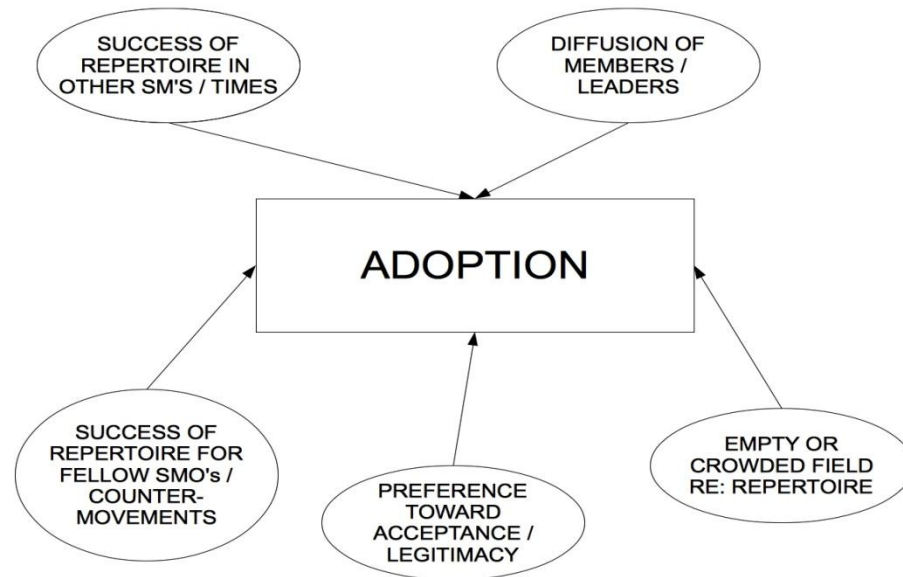 SUCCESS OF
REPERTOIRE IN
OTHER SM'S / TIMES
DIFFUSION OF
MEMBERS /
LEADERS
ADOPTION
SUCCESS OF
REPERTOIRE FOR
FELLOW SMO's /
COUNTER-
MOVEMENTS
PREFERENCE
TOWARD
ACCEPTANCE /
LEGITIMACY
EMPTY OR
CROWDED FIELD
RE: REPERTOIRE